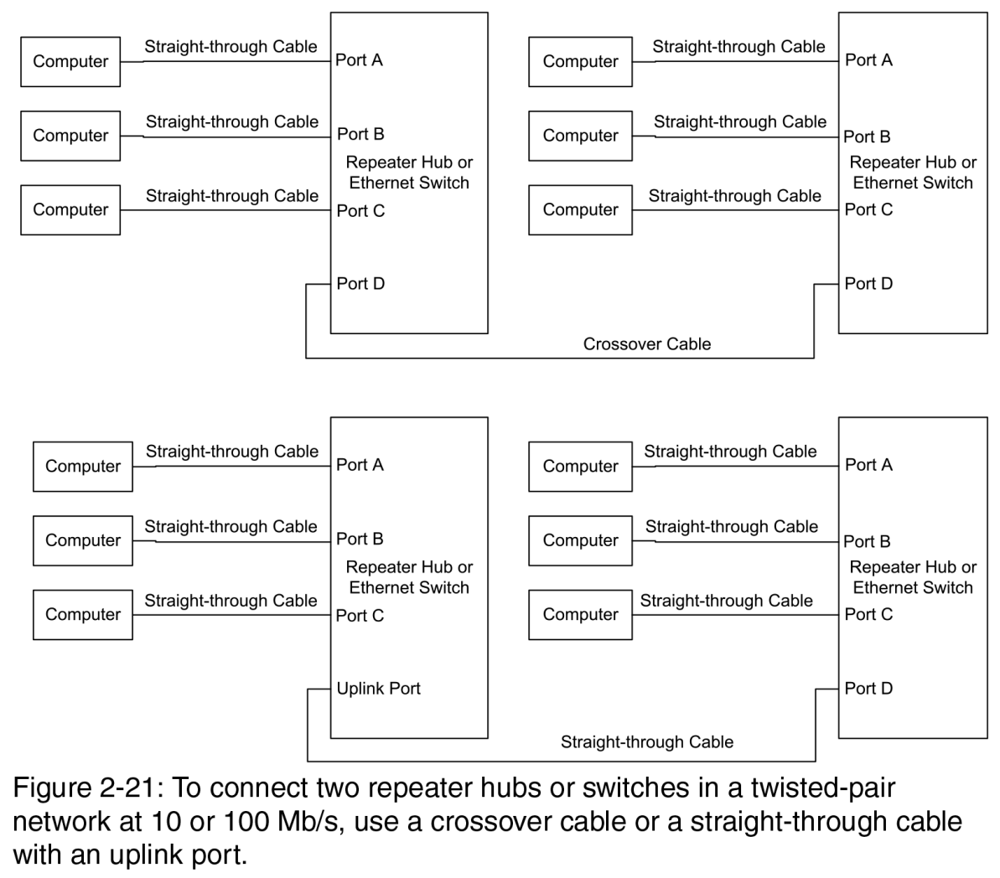 Straight-through Cable
Computer
Port A
Straight-through Cable
Computer
Port B
Repeater Hub or
Ethernet Switch
Straight-through Cable
Computer
Port C
Port D
Straight-through Cable
Computer
Port A
Straight-through Cable
Computer
Port B
Repeater Hub or
Ethernet Switch
Straight-through Cable
Computer
Port C
Port D
Crossover Cable
Straight-through Cable
Computer
Port A
Straight-through Cable
Computer
Port B
Repeater Hub or
Ethernet Switch
Straight-through Cable
Computer
Port C
Uplink Port
Straight-through Cable
Computer
Port A
Straight-through Cable
Computer
Port B
Repeater Hub or
Ethernet Switch
Straight-through Cable
Computer
Port C
Port D
Straight-through Cable
Figure 2-21: To connect two repeater hubs or switches in a twisted-pair
network at 10 or 100 Mb/s, use a crossover cable or a straight-through cable
with an uplink port.